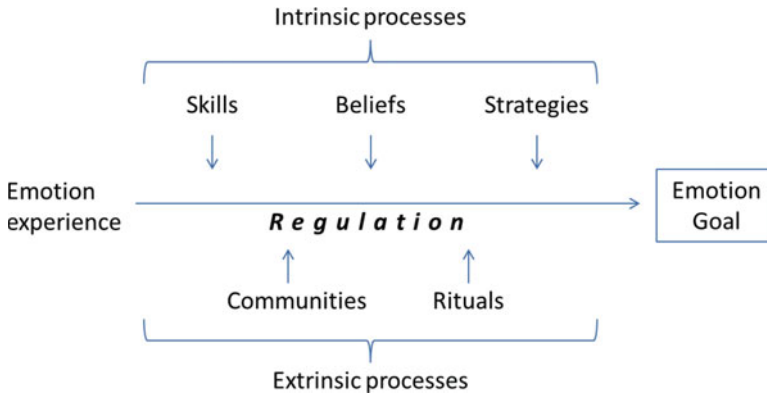 Intrinsic processes
Skills Beliefs Strategies
Emotion
experience
Regulation
Emotion
Goal
Communities Rituals
Extrinsic processes